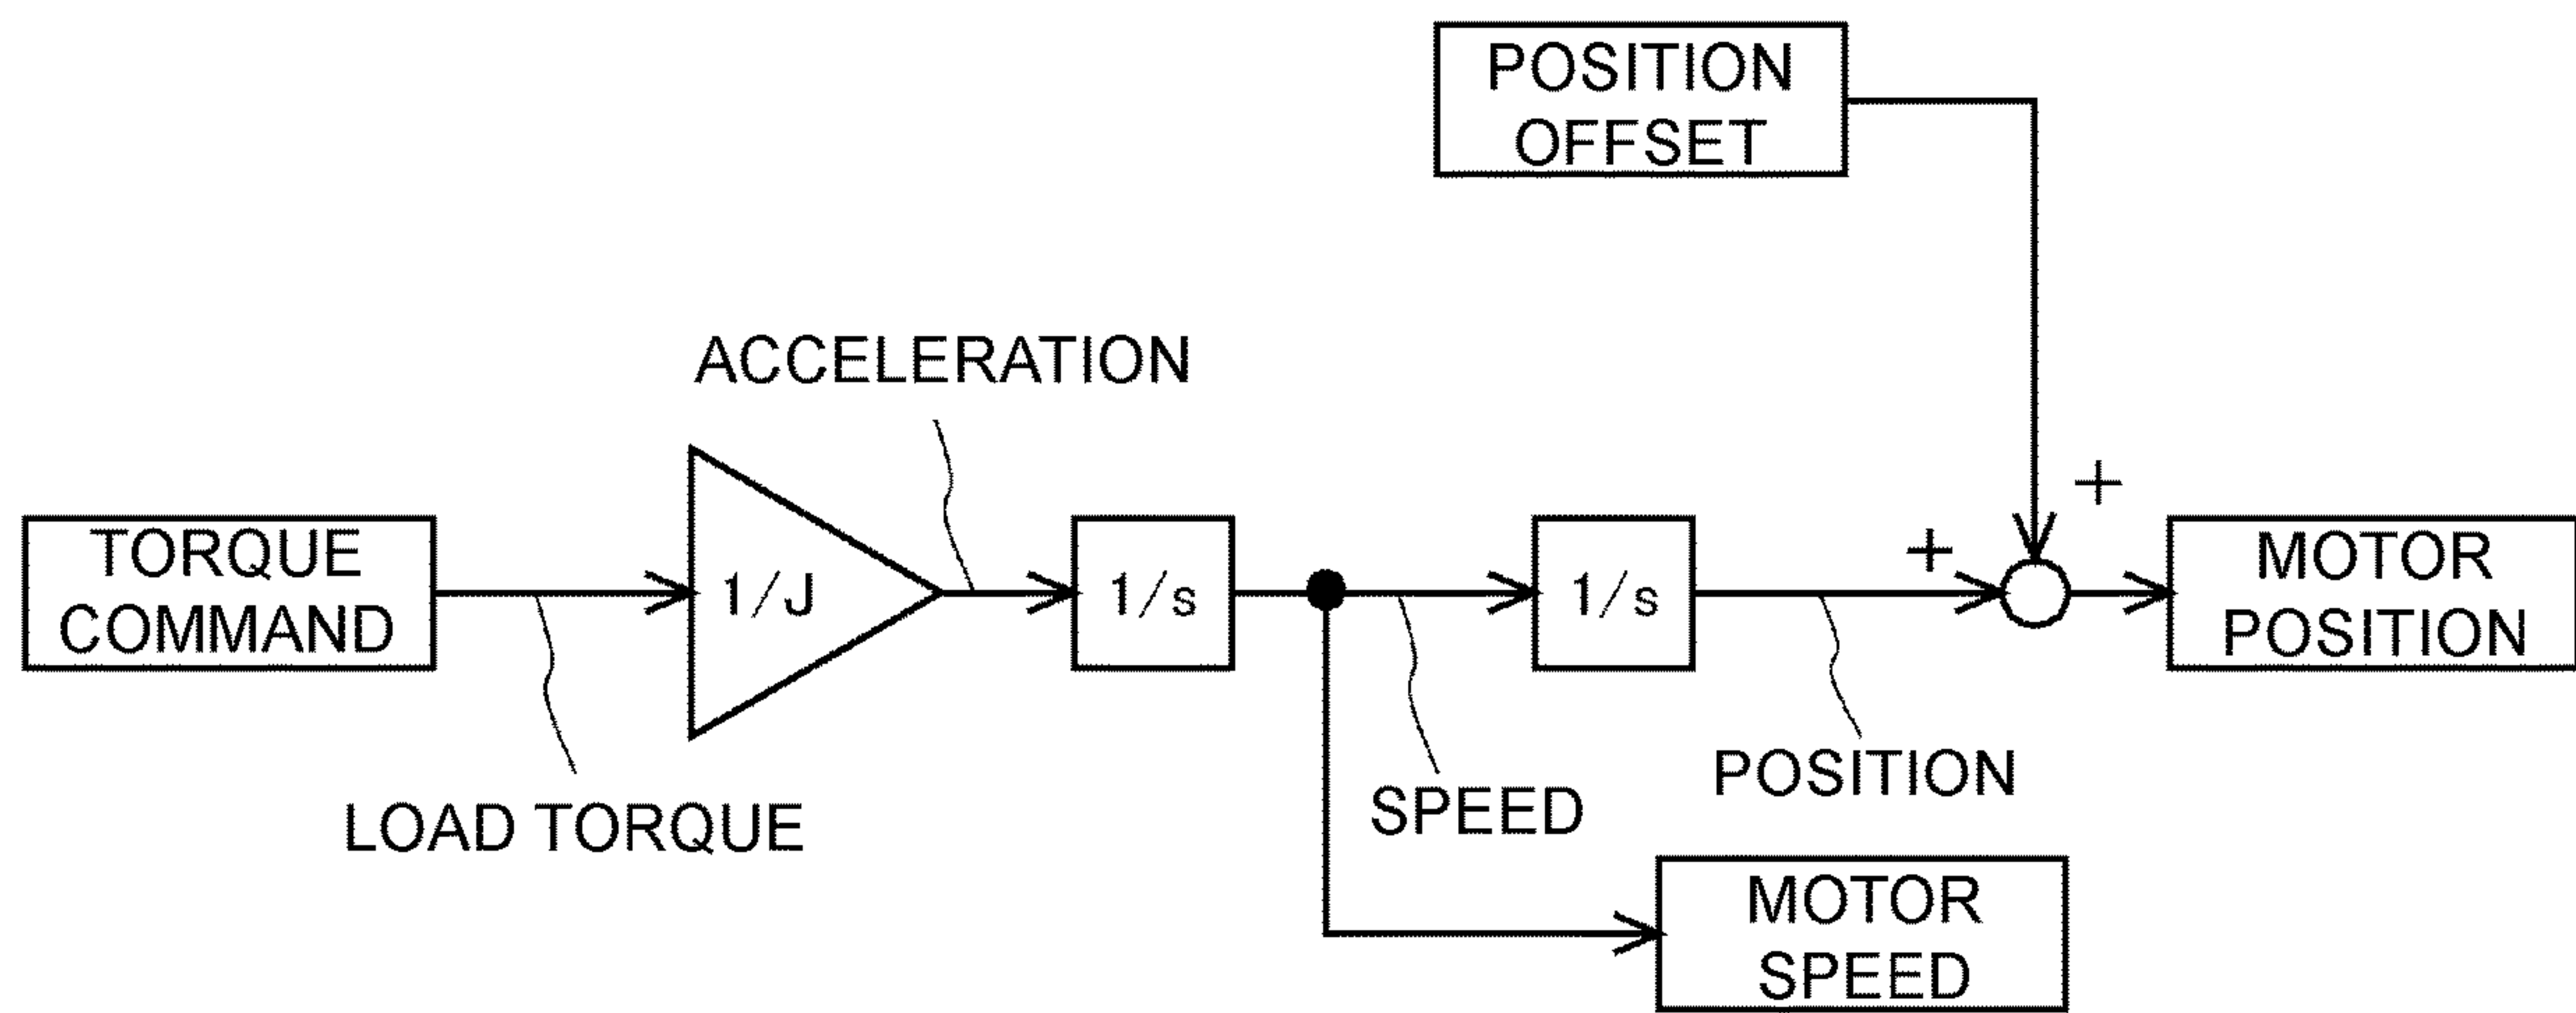 POSITION
OFFSET
ACCELERATION
+
+
TORQUE
COMMAND
1/J
1/s
1/s
MOTOR
POSITION
LOAD TORQUE
SPEED
POSITION
MOTOR
SPEED